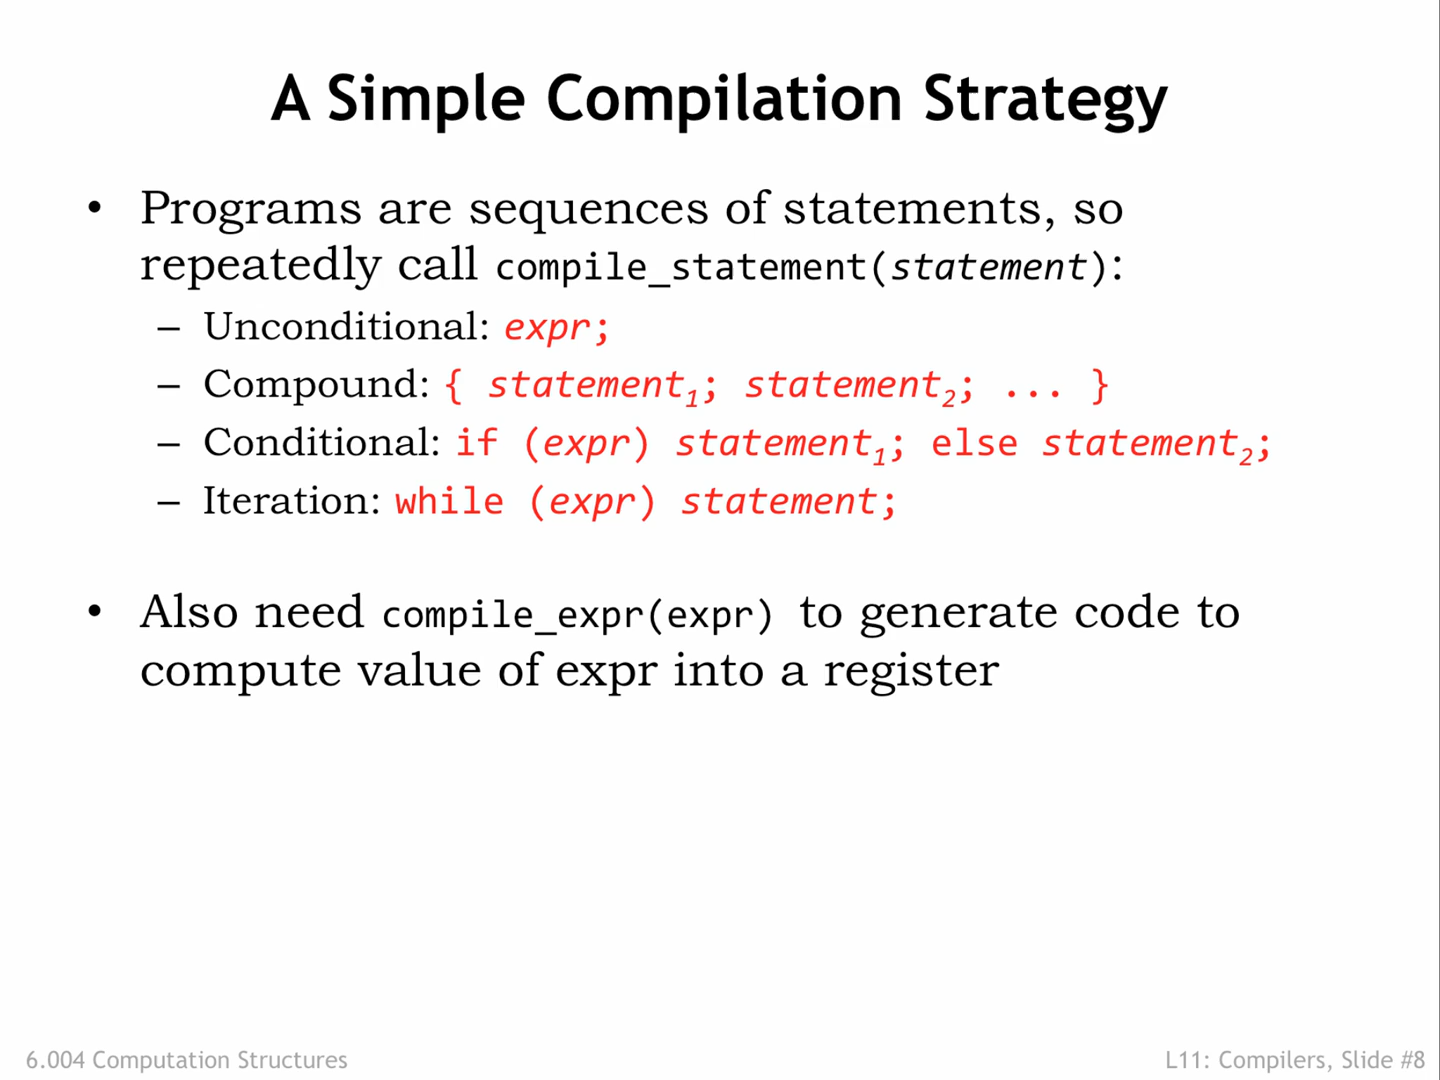 A Simple Compilation Strategy
• Programs are sequences of statements, so
repeatedly call compile_statement(statement):
– Unconditional: expr;
– Compound: { statement₁; statement₂; ... }
– Conditional: if (expr) statement₁; else statement₂;
– Iteration: while (expr) statement;
• Also need compile_expr(expr) to generate code to
compute value of expr into a register
6.004 Computation Structures
L11: Compilers, Slide #8